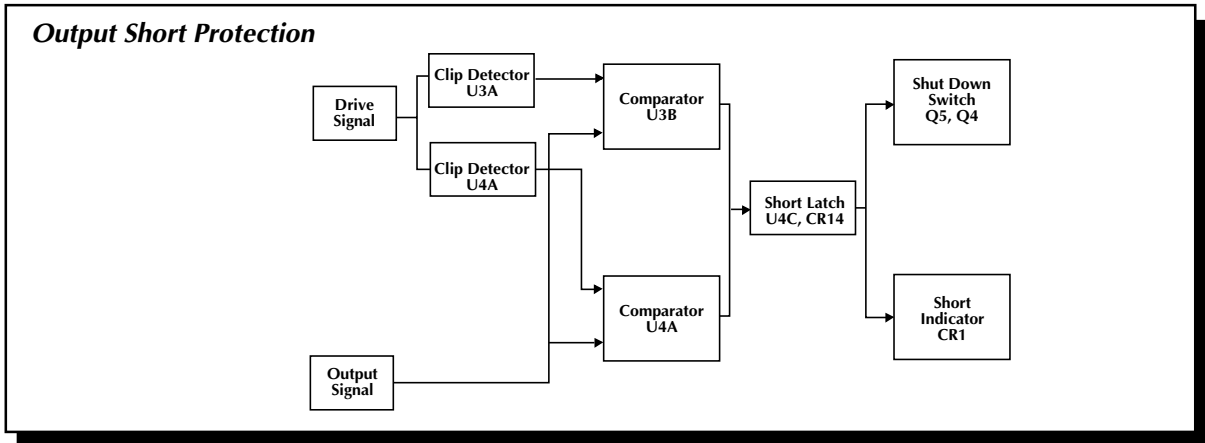 Output Short Protection
Clip Detector
U3A
Drive
Signal
Clip Detector
U4A
Comparator
U3B
Shut Down
Switch
Q5, Q4
Short Latch
U4C, CR14
Comparator
U4A
Short
Indicator
CR1
Output
Signal